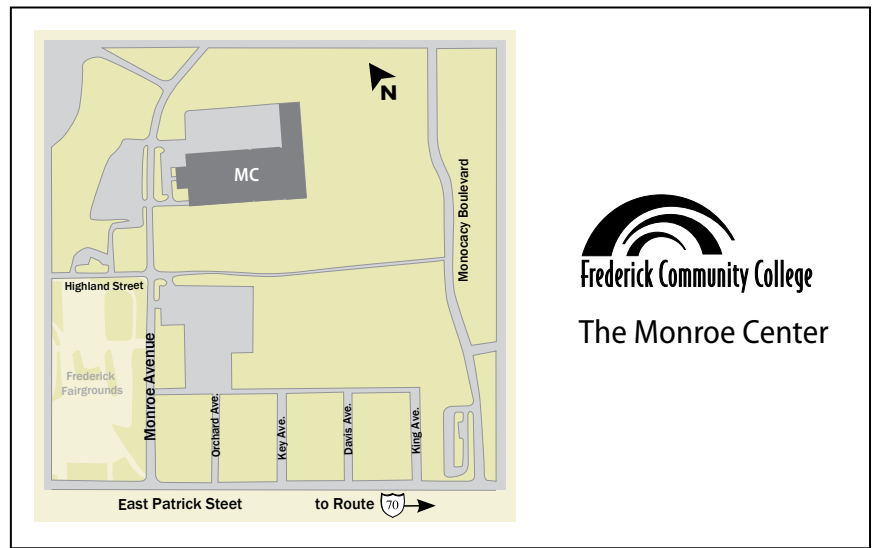 N
MC
Monocacy Boulevard
Highland Street
Frederick
Fairgrounds
Monroe Avenue
Orchard Ave.
Key Ave.
Davis Ave.
King Ave.
East Patrick Steet
to Route 70
Frederick Community College
The Monroe Center